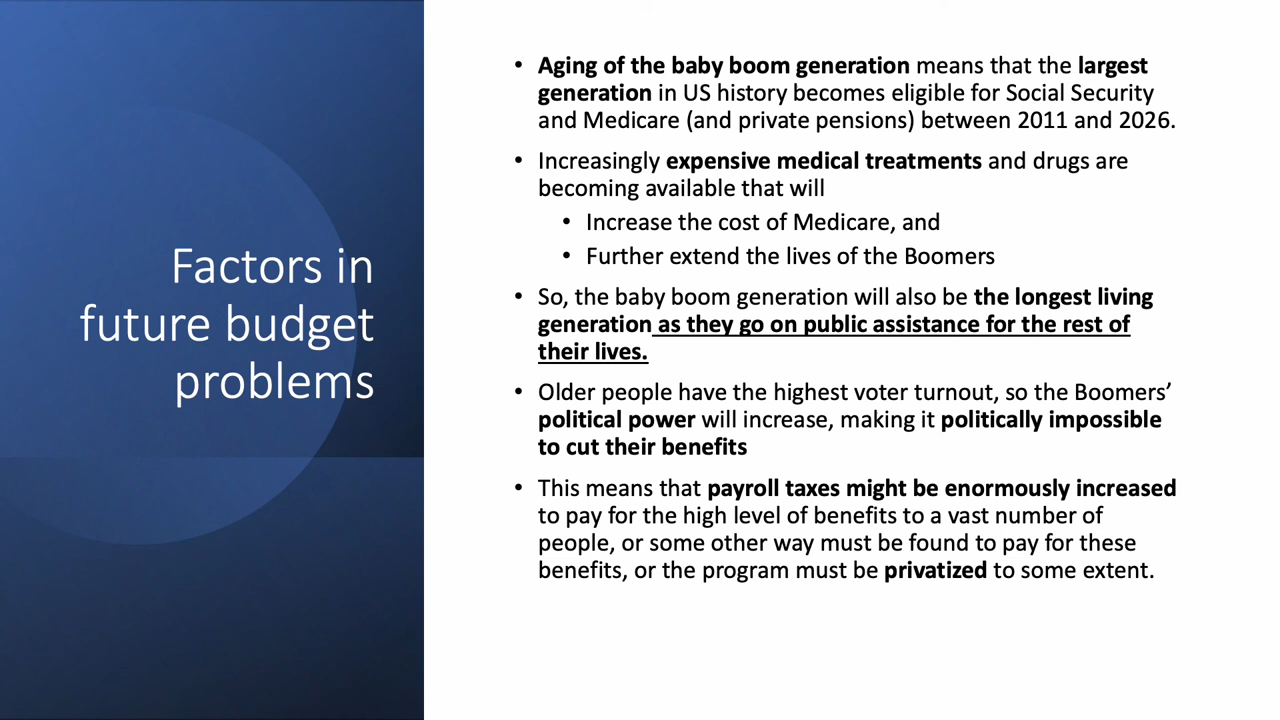 Factors in
future budget
problems
• Aging of the baby boom generation means that the largest
generation in US history becomes eligible for Social Security
and Medicare (and private pensions) between 2011 and 2026.
• Increasingly expensive medical treatments and drugs are
becoming available that will
• Increase the cost of Medicare, and
• Further extend the lives of the Boomers
• So, the baby boom generation will also be the longest living
generation as they go on public assistance for the rest of
their lives.
• Older people have the highest voter turnout, so the Boomers’
political power will increase, making it politically impossible
to cut their benefits
• This means that payroll taxes might be enormously increased
to pay for the high level of benefits to a vast number of
people, or some other way must be found to pay for these
benefits, or the program must be privatized to some extent.